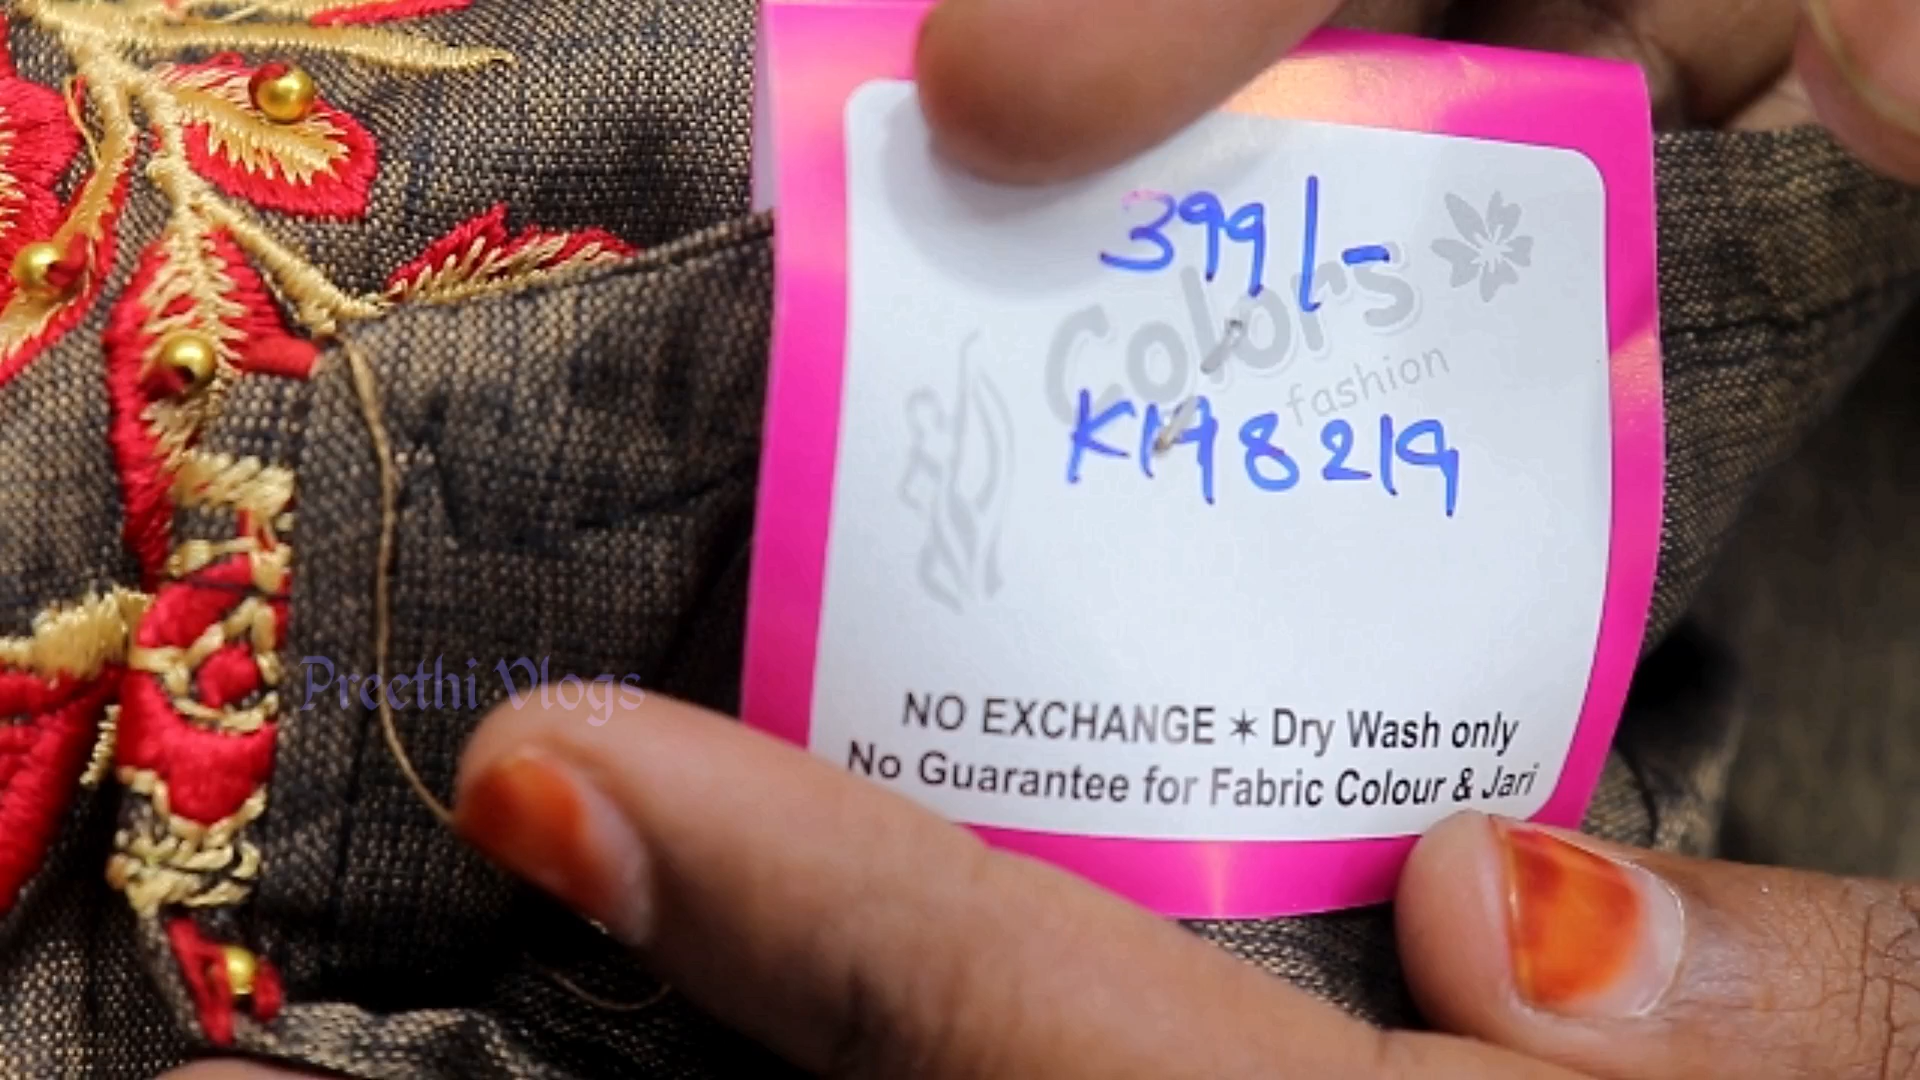 399/-
Colors
fashion
K198219
Preethi Vlogs
NO EXCHANGE ✶ Dry Wash only
No Guarantee for Fabric Colour & Jari